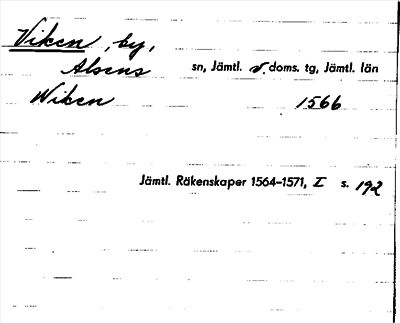 Viken, by,
Alsens sn, Jämtl. v. doms. tg, Jämtl. län
Wiken 1566
Jämtl. Räkenskaper 1564–1571, I s. 192